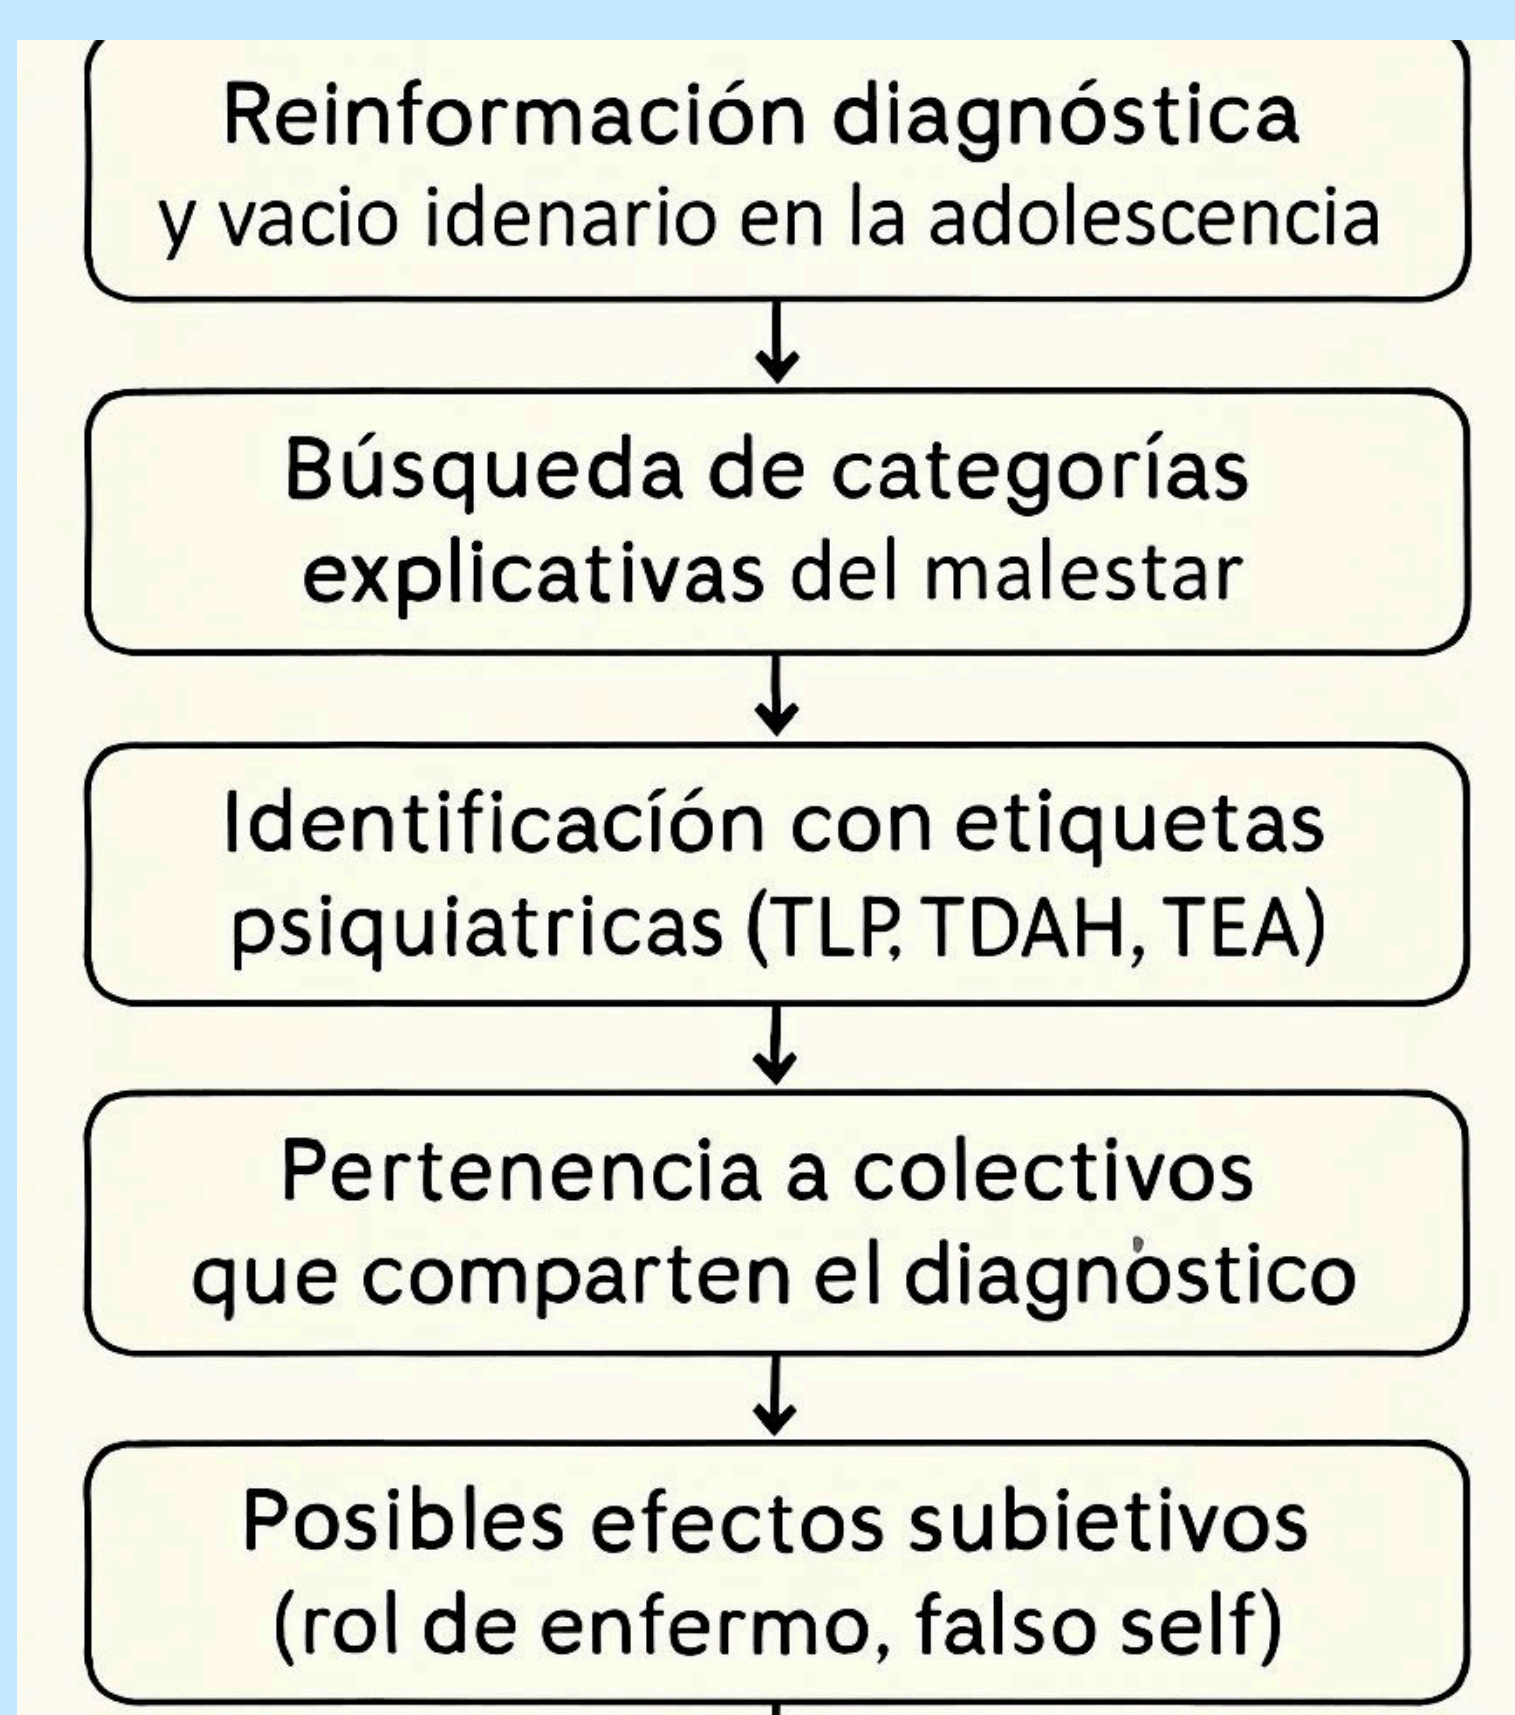 Reinformación diagnóstica
y vacio idenario en la adolescencia
Búsqueda de categorías
explicativas del malestar
Identificacíón con etiquetas
psiquiatricas (TLP, TDAH, TEA)
Pertenencia a colectivos
que comparten el diagnòstico
Posibles efectos subietivos
(rol de enfermo, falso self)